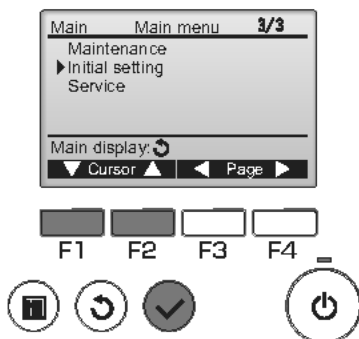 Main Main menu 3/3
Maintenance
Initial setting
Service
Main display:
Cursor Page
F1 F2 F3 F4